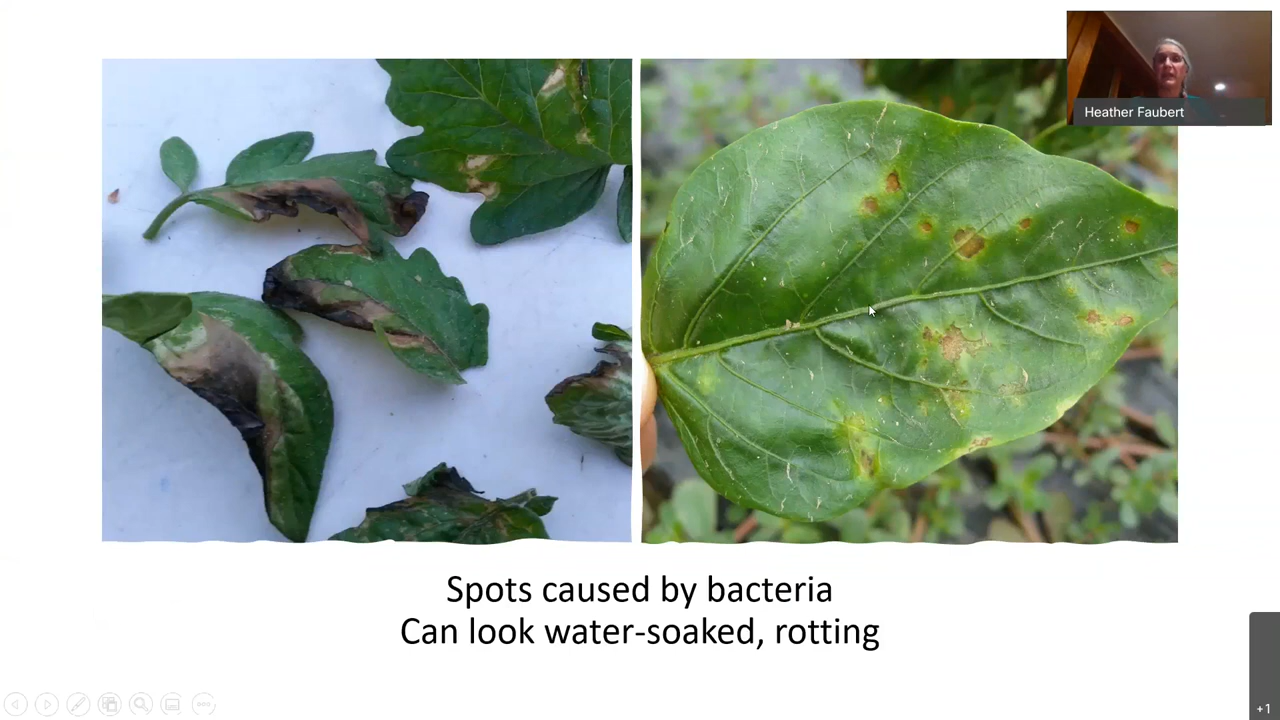 Heather Faubert
Spots caused by bacteria
Can look water-soaked, rotting
+1